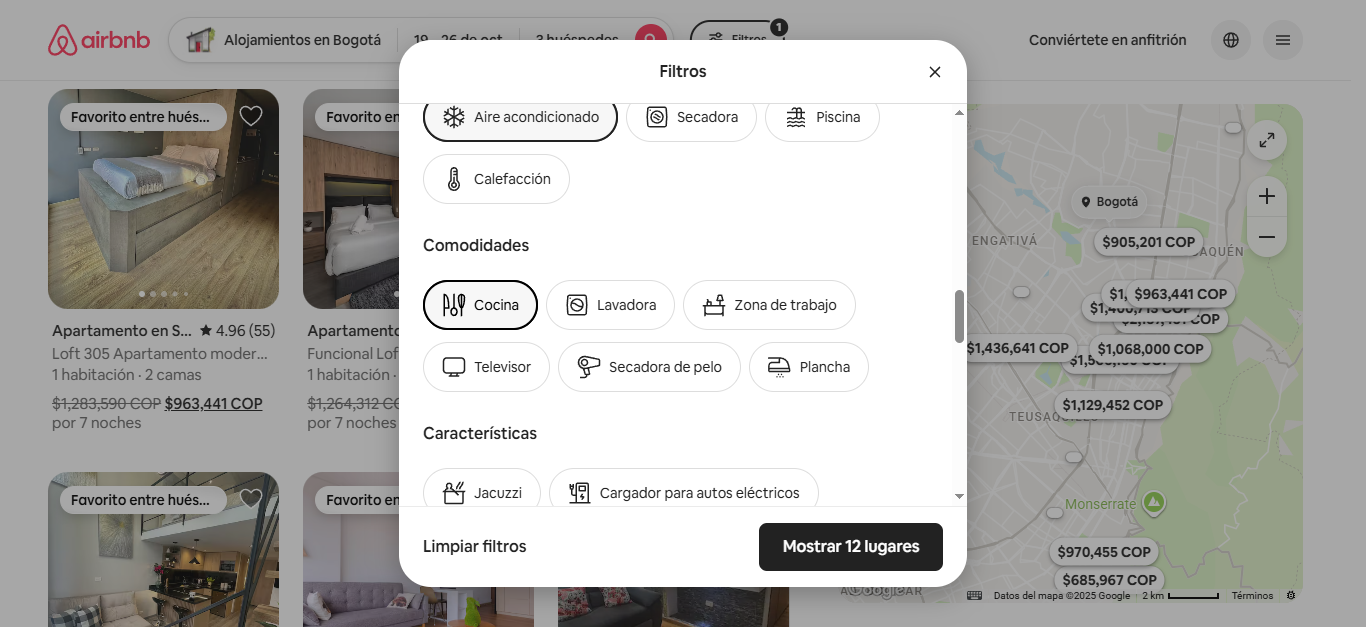 airbnb
Alojamientos en Bogotá
19 – 26 de oct.
3 huéspedes
Filtros
1
Conviértete en anfitrión
Filtros
Aire acondicionado
Secadora
Piscina
Calefacción
Comodidades
Cocina
Lavadora
Zona de trabajo
Televisor
Secadora de pelo
Plancha
Características
Jacuzzi
Cargador para autos eléctricos
Limpiar filtros
Mostrar 12 lugares
Favorito entre hués...
Favorito en
Apartamento en S...
4.96 (55)
Loft 305 Apartamento moder...
1 habitación · 2 camas
$1,283,590 COP $963,441 COP
por 7 noches
Apartamento
Funcional Lof
1 habitación ·
$1,264,312 CO
por 7 noches
Favorito entre hués...
Favorito en
Bogotá
ENGATIVÁ
$905,201 COP
AQUÉN
$1,
$963,441 COP
$1,436,641 COP
$1,068,000 COP
$1,129,452 COP
TEUSAQUI
Monserrate
$970,455 COP
$685,967 COP
Google
Datos del mapa ©2025 Google
2 km
Términos